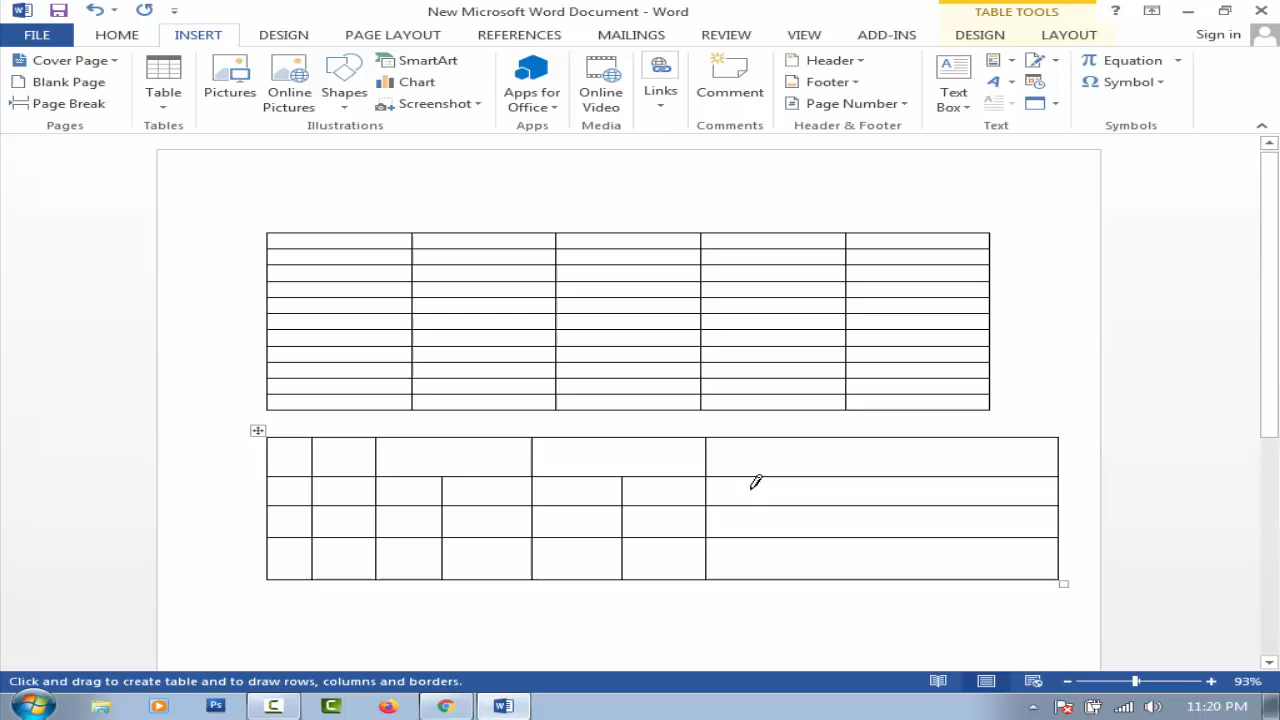 New Microsoft Word Document - Word
TABLE TOOLS
?
FILE
HOME
INSERT
DESIGN
PAGE LAYOUT
REFERENCES
MAILINGS
REVIEW
VIEW
ADD-INS
DESIGN
LAYOUT
Sign in
Cover Page
Blank Page
Page Break
Pages
Table
Tables
Pictures
Online
Pictures
Shapes
SmartArt
Chart
Screenshot
Illustrations
Apps for
Office
Apps
Online
Video
Media
Links
Comment
Comments
Header
Footer
Page Number
Header & Footer
Text
Box
Text
Equation
Symbol
Symbols
Click and drag to create table and to draw rows, columns and borders.
93%
Ps
11:20 PM